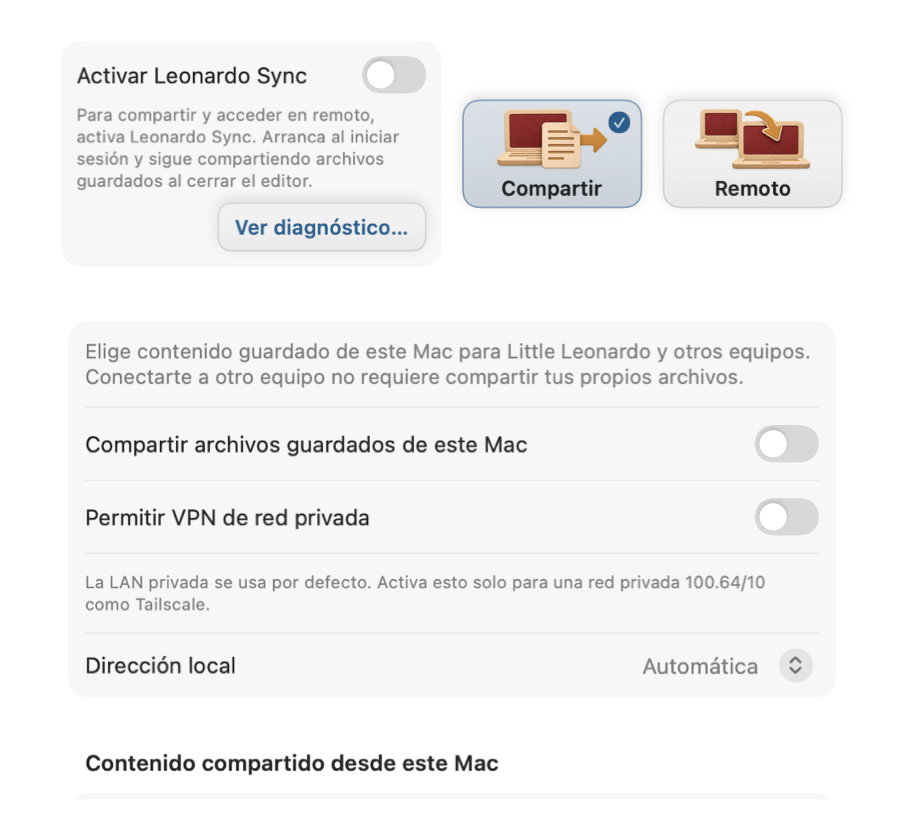 Activar Leonardo Sync
Para compartir y acceder en remoto,
activa Leonardo Sync. Arranca al iniciar
sesión y sigue compartiendo archivos
guardados al cerrar el editor.
Ver diagnóstico...
Compartir
Remoto
Elige contenido guardado de este Mac para Little Leonardo y otros equipos.
Conectarte a otro equipo no requiere compartir tus propios archivos.
Compartir archivos guardados de este Mac
Permitir VPN de red privada
La LAN privada se usa por defecto. Activa esto solo para una red privada 100.64/10
como Tailscale.
Dirección local
Automática
Contenido compartido desde este Mac